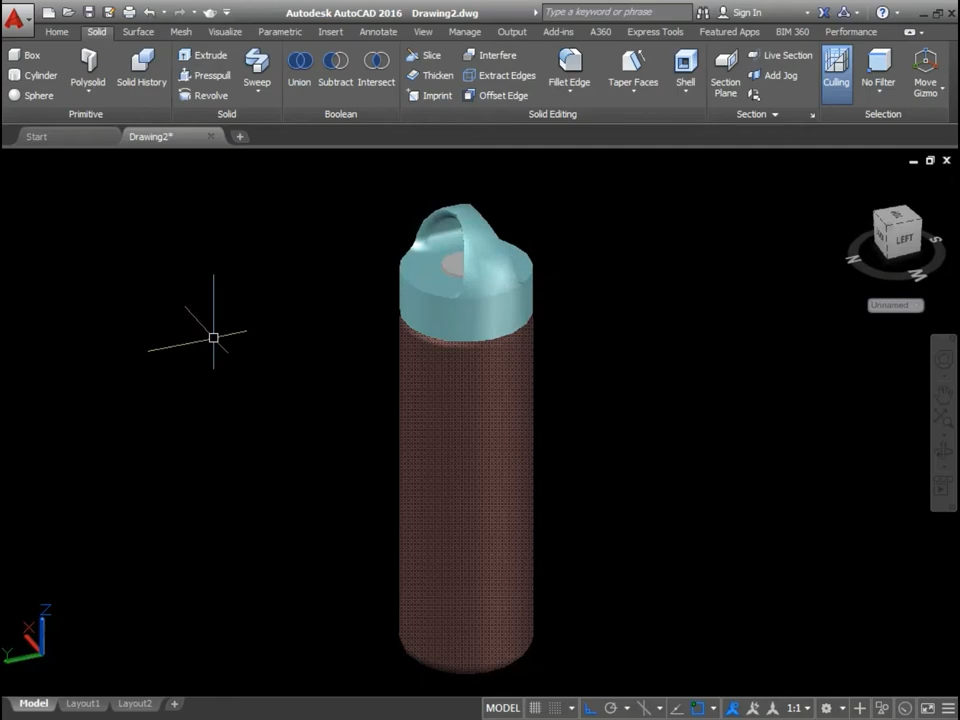 Autodesk AutoCAD 2016 Drawing2.dwg
Type a keyword or phrase
Sign In
Home Solid Surface Mesh Visualize Parametric Insert Annotate View Manage Output Add-ins A360 Express Tools Featured Apps BIM 360 Performance
Box
Cylinder
Sphere
Polysolid
Solid History
Primitive
Extrude
Presspull
Revolve
Sweep
Solid
Union Subtract Intersect
Boolean
Slice
Thicken
Imprint
Interfere
Extract Edges
Offset Edge
Fillet Edge
Taper Faces
Shell
Solid Editing
Section
Plane
Live Section
Add Jog
Section
Culling
No Filter
Move
Gizmo
Selection
Start
Drawing2*
LEFT
N
S
Unnamed
Z
X
Y
Model Layout1 Layout2
MODEL
1:1